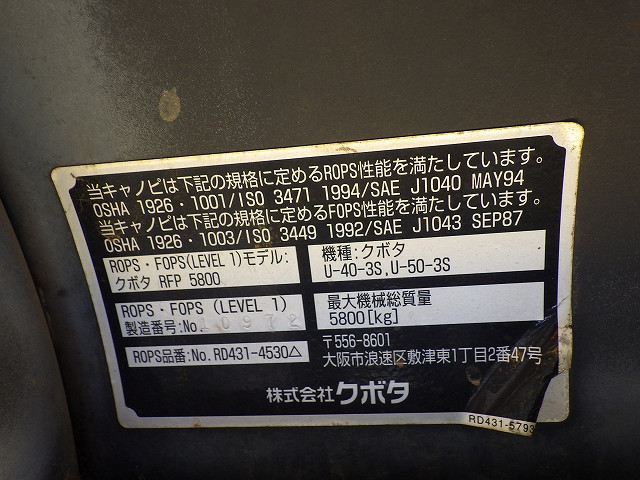 当キャノピは下記の規格に定めるROPS性能を満たしています。
OSHA 1926・1001/ISO 3471 1994/SAE J1040 MAY94
当キャノピは下記の規格に定めるFOPS性能を満たしています。
OSHA 1926・1003/ISO 3449 1992/SAE J1043 SEP87
ROPS・FOPS(LEVEL 1)モデル:
クボタ RFP 5800
機種:クボタ
U-40-3S,U-50-3S
ROPS・FOPS (LEVEL 1)
製造番号:No.
最大機械総質量
5800[kg]
ROPS品番:No.RD431-4530△
〒556-8601
大阪市浪速区敷津東1丁目2番47号
株式会社クボタ
RD431-5793